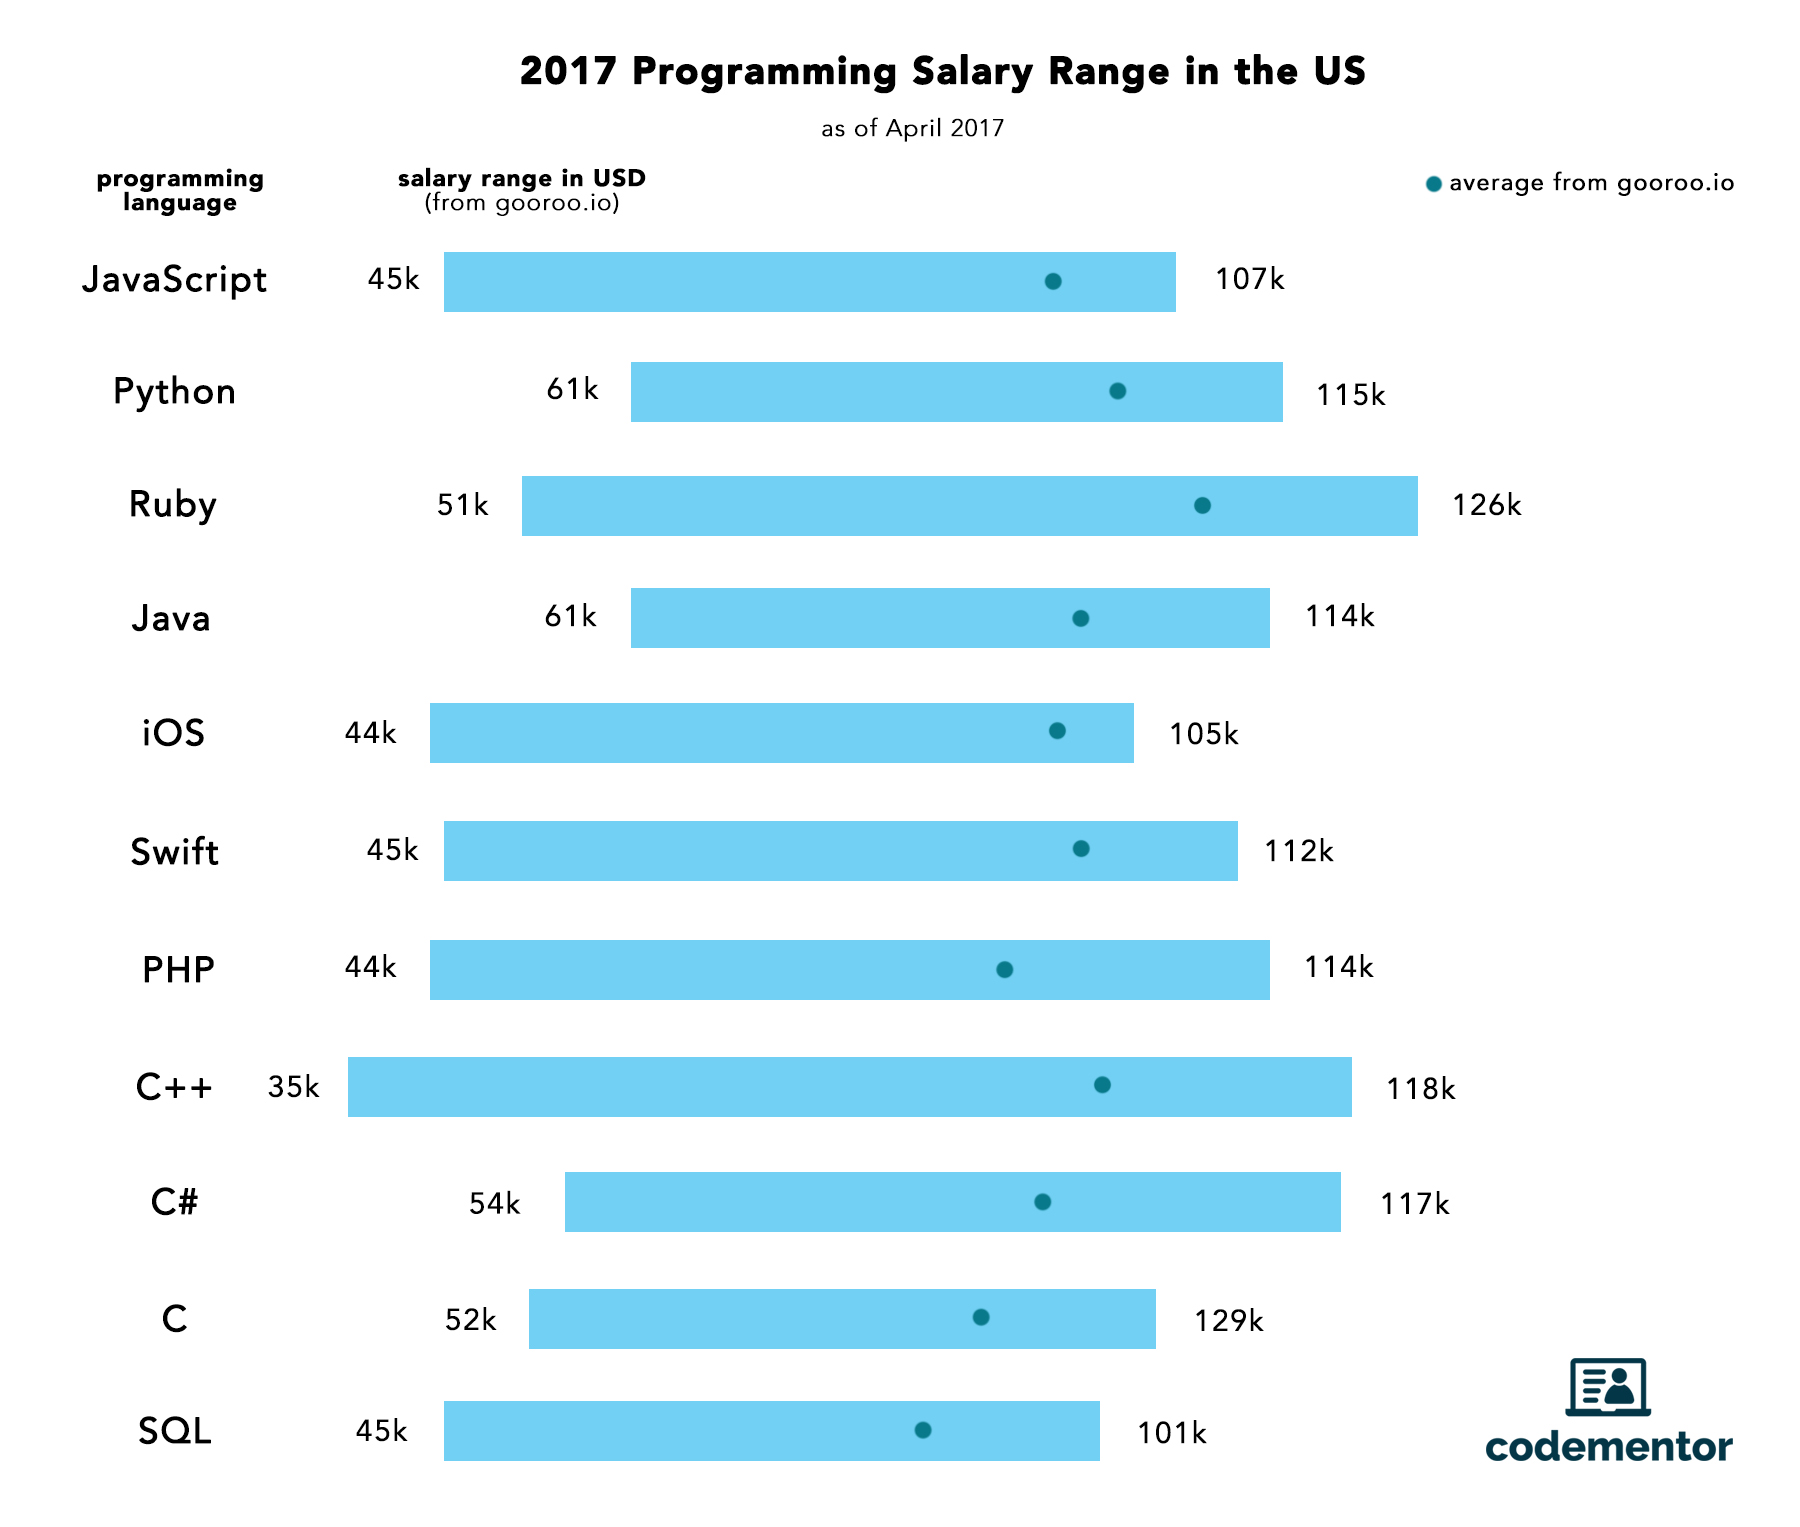 2017 Programming Salary Range in the US
as of April 2017
programming
language
salary range in USD
(from gooroo.io)
average from gooroo.io
JavaScript 45k 107k
Python 61k 115k
Ruby 51k 126k
Java 61k 114k
iOS 44k 105k
Swift 45k 112k
PHP 44k 114k
C++ 35k 118k
C# 54k 117k
C 52k 129k
SQL 45k 101k
codementor